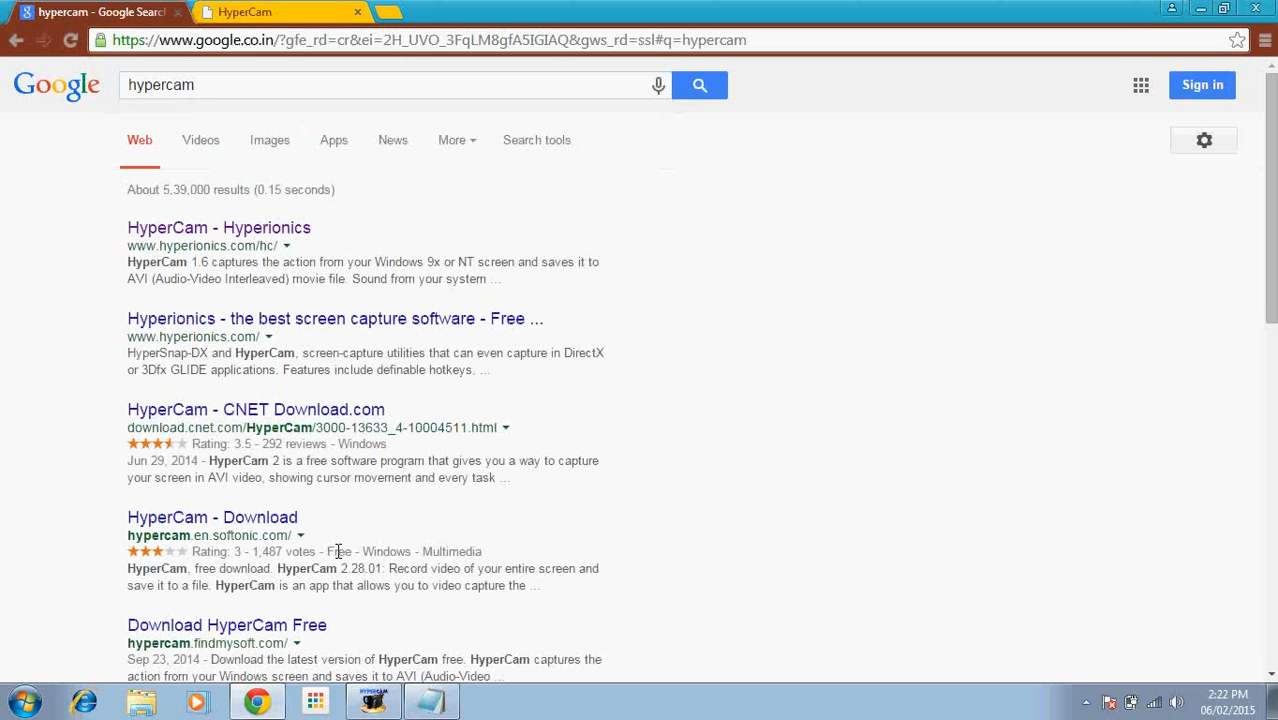 hypercam - Google Search
HyperCam
https://www.google.co.in/?gfe_rd=cr&ei=2H_UVO_3FqLM8gfA5IGIAQ&gws_rd=ssl#q=hypercam
Google
hypercam
Sign in
Web Videos Images Apps News More Search tools
About 5,39,000 results (0.15 seconds)
HyperCam - Hyperionics
www.hyperionics.com/hc/
HyperCam 1.6 captures the action from your Windows 9x or NT screen and saves it to
AVI (Audio-Video Interleaved) movie file. Sound from your system ...
Hyperionics - the best screen capture software - Free ...
www.hyperionics.com/
HyperSnap-DX and HyperCam, screen-capture utilities that can even capture in DirectX
or 3Dfx GLIDE applications. Features include definable hotkeys. ...
HyperCam - CNET Download.com
download.cnet.com/HyperCam/3000-13633_4-10004511.html
Rating: 3.5 - 292 reviews - Windows
Jun 29, 2014 - HyperCam 2 is a free software program that gives you a way to capture
your screen in AVI video, showing cursor movement and every task ...
HyperCam - Download
hypercam.en.softonic.com/
Rating: 3 - 1,487 votes - Free - Windows - Multimedia
HyperCam, free download. HyperCam 2.28.01: Record video of your entire screen and
save it to a file. HyperCam is an app that allows you to video capture the ...
Download HyperCam Free
hypercam.findmysoft.com/
Sep 23, 2014 - Download the latest version of HyperCam free. HyperCam captures the
action from your Windows screen and saves it to AVI (Audio-Video ...
HYPERCAM
2:22 PM
06/02/2015